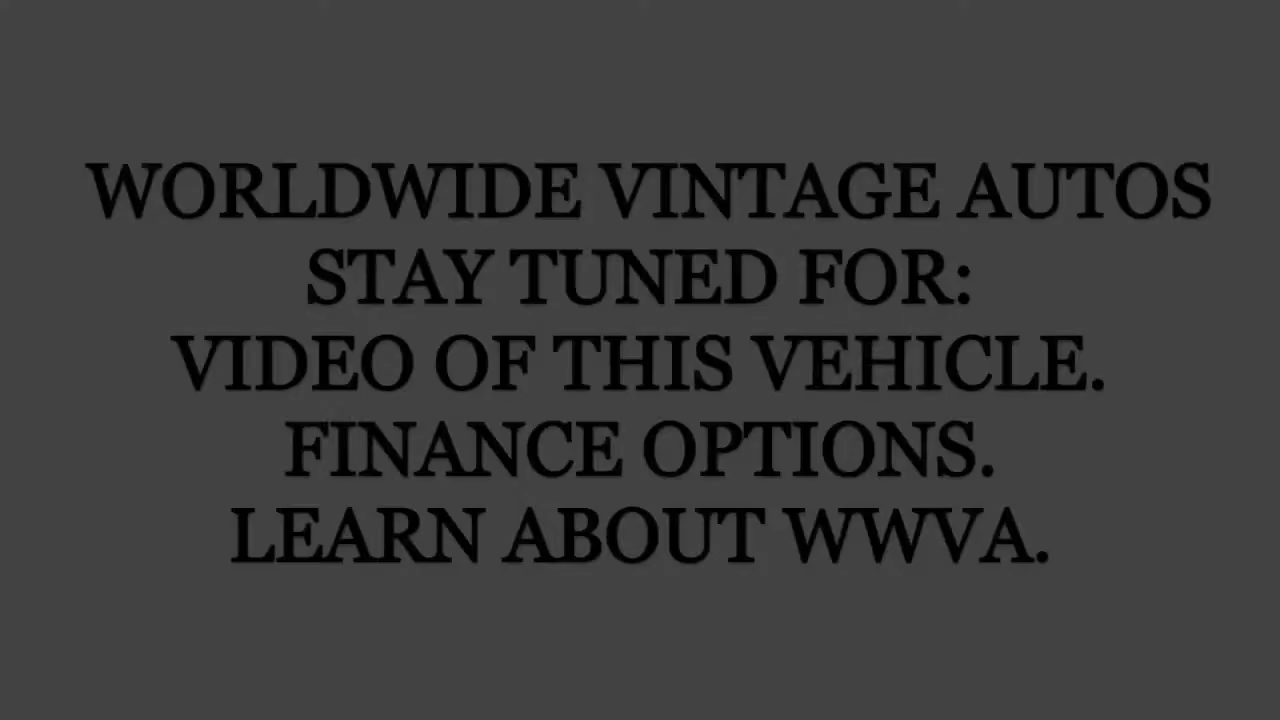 WORLDWIDE VINTAGE AUTOS
STAY TUNED FOR:
VIDEO OF THIS VEHICLE.
FINANCE OPTIONS.
LEARN ABOUT WWVA.